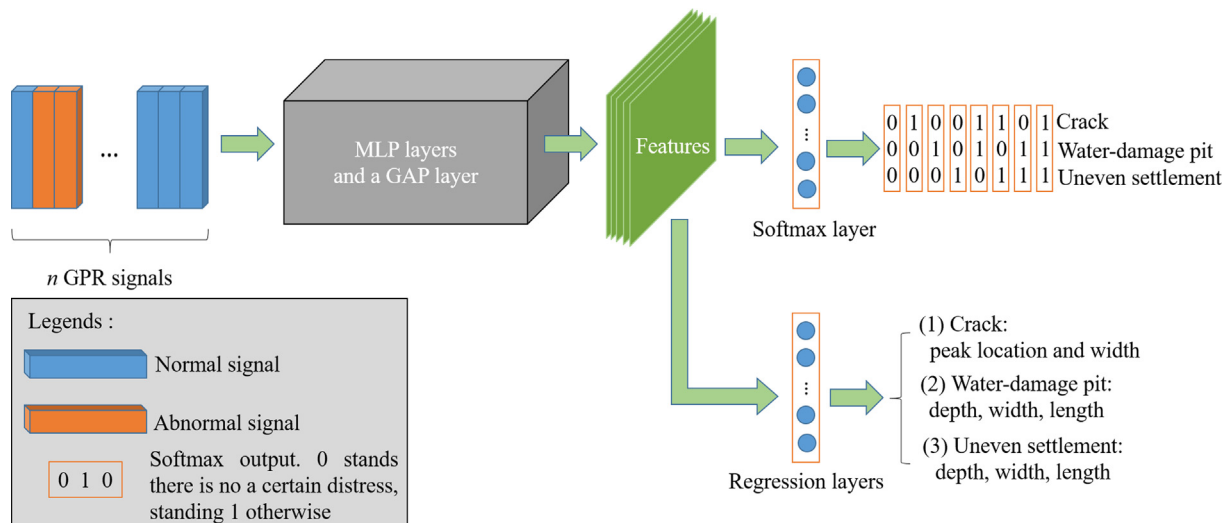 ...
n GPR signals
MLP layers
and a GAP layer
Features
...
Softmax layer
0 1 0 0 1 1 0 1 Crack
0 0 1 0 1 0 1 1 Water-damage pit
0 0 0 1 0 1 1 1 Uneven settlement
Legends :
Normal signal
Abnormal signal
0 1 0
Softmax output. 0 stands
there is no a certain distress,
standing 1 otherwise
...
Regression layers
(1) Crack:
peak location and width
(2) Water-damage pit:
depth, width, length
(3) Uneven settlement:
depth, width, length